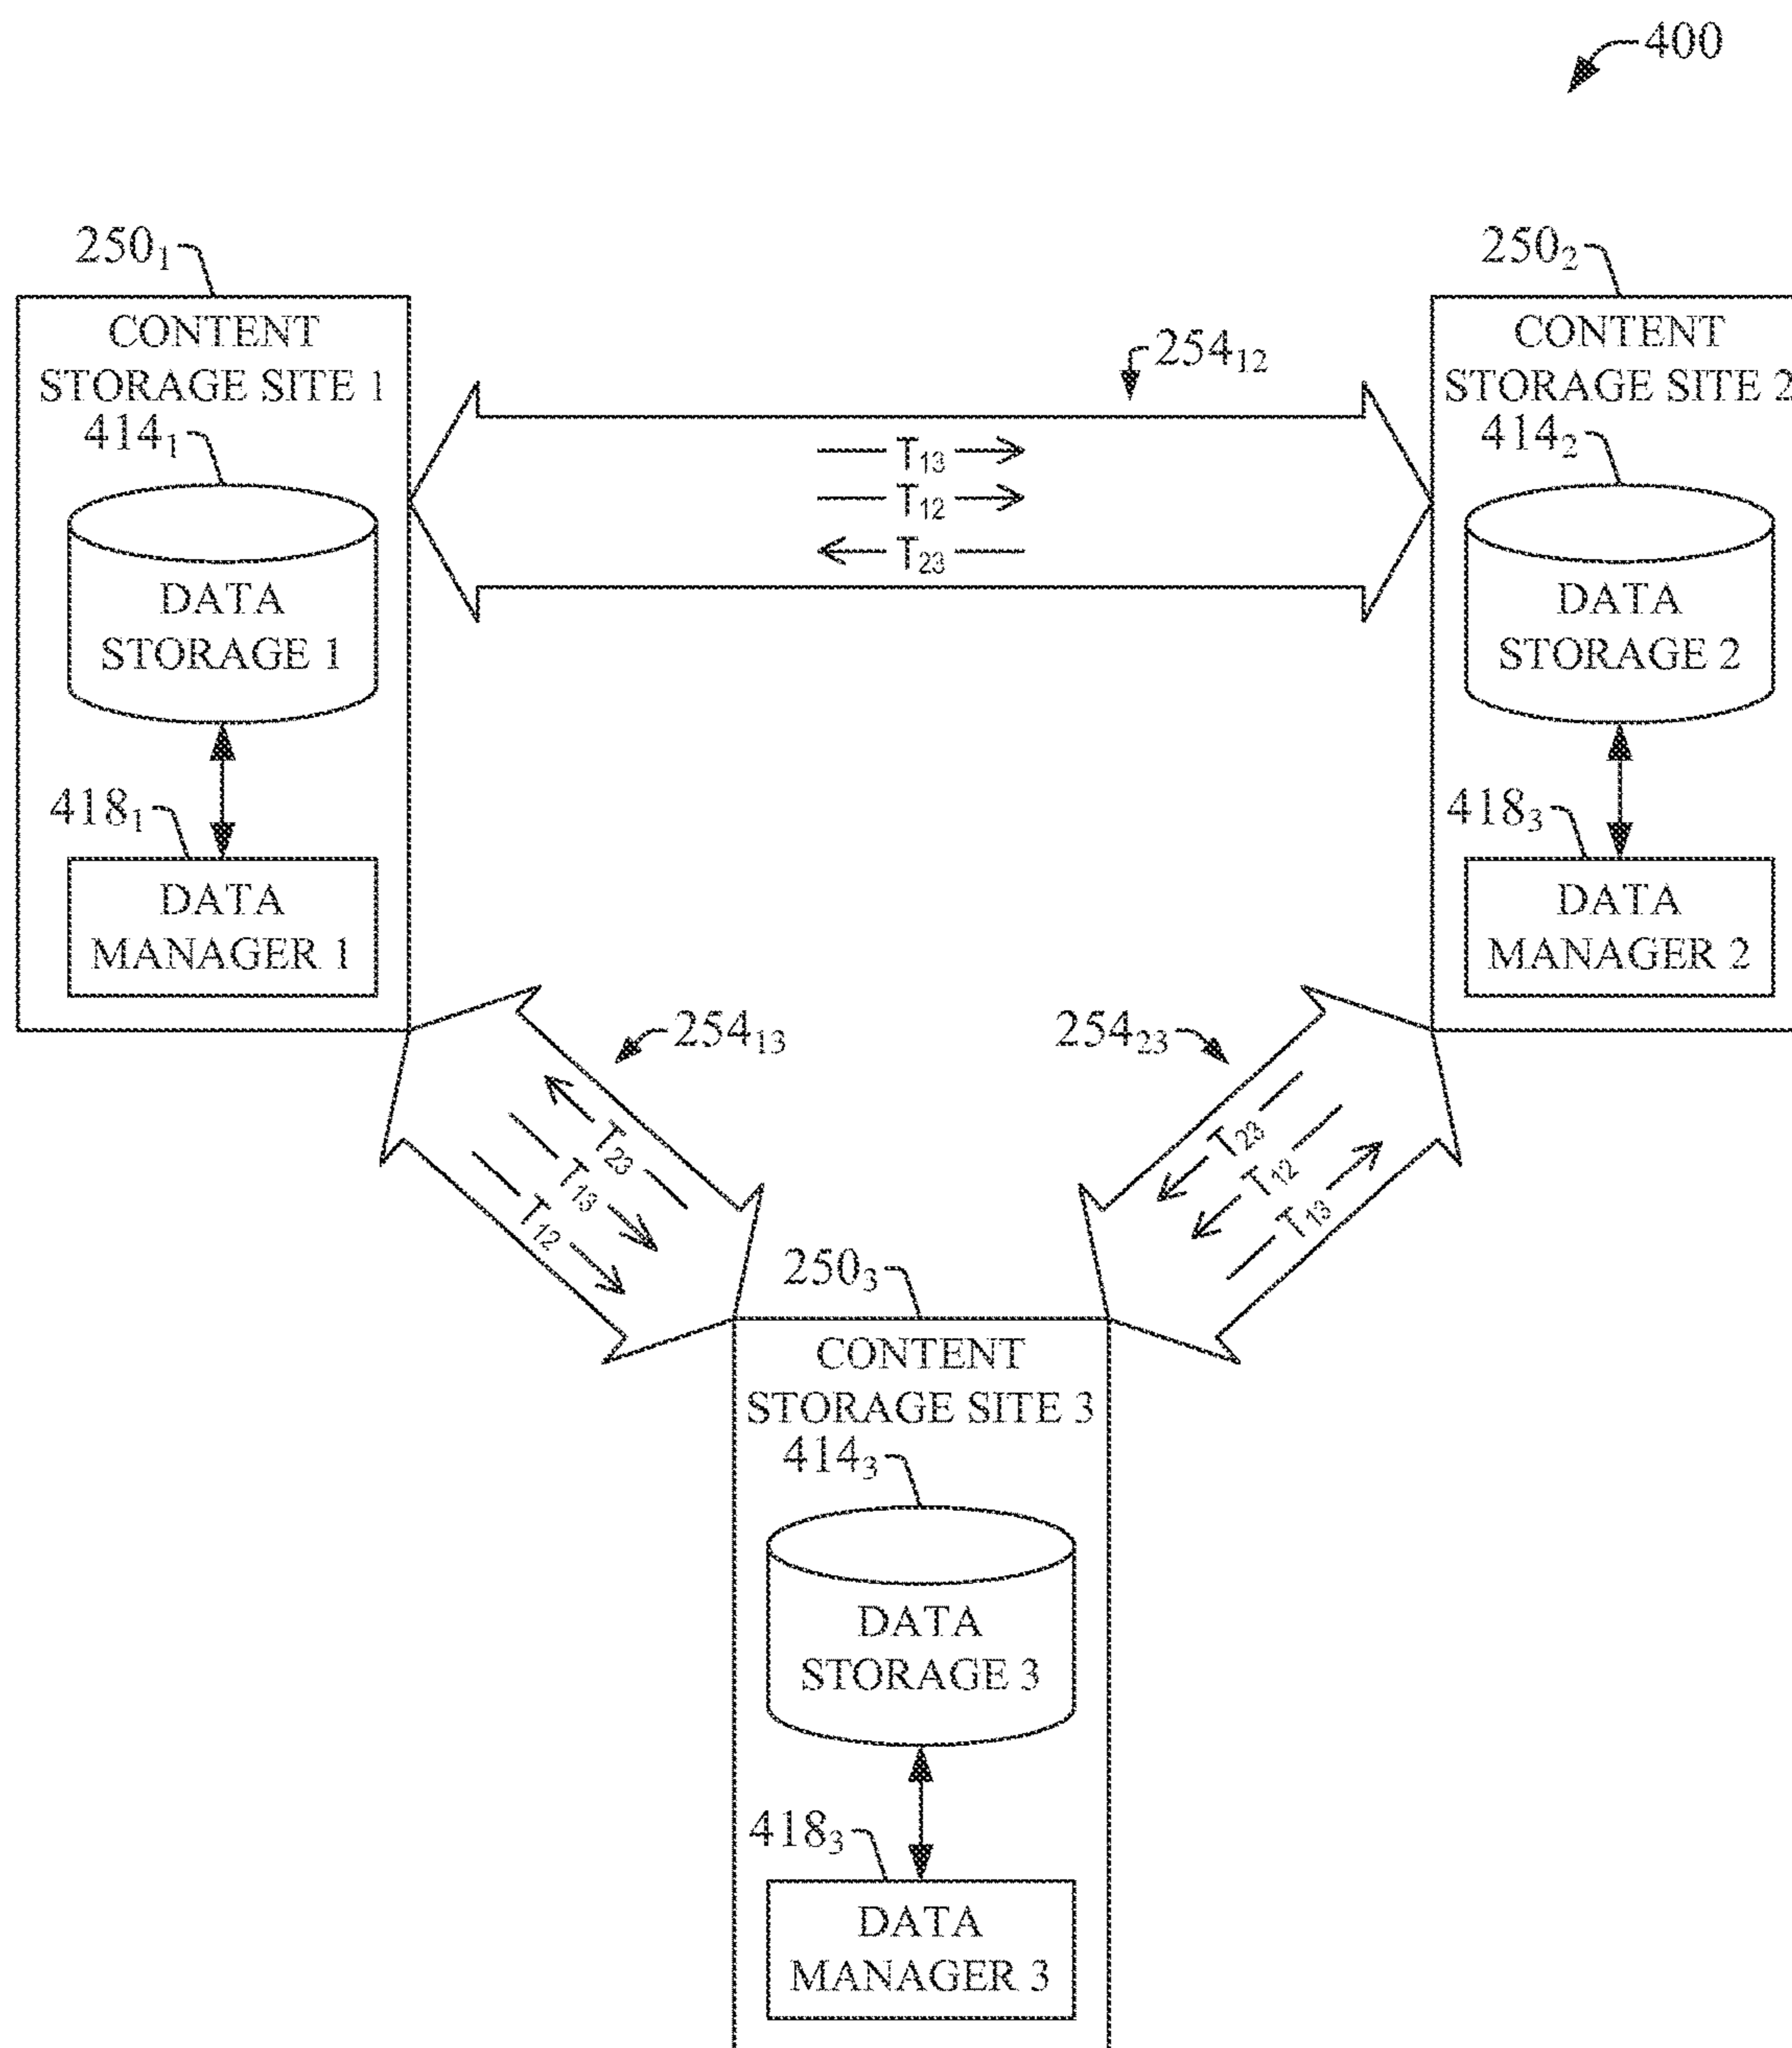 400
250₁
250₂
CONTENT
STORAGE SITE 1
414₁
DATA
STORAGE 1
418₁
DATA
MANAGER 1
254₁₂
T₁₃
T₁₂
T₂₃
CONTENT
STORAGE SITE 2
414₂
DATA
STORAGE 2
418₃
DATA
MANAGER 2
254₁₃
T₂₃
T₁₃
T₁₂
254₂₃
T₂₃
T₁₂
T₁₃
250₃
CONTENT
STORAGE SITE 3
414₃
DATA
STORAGE 3
418₃
DATA
MANAGER 3